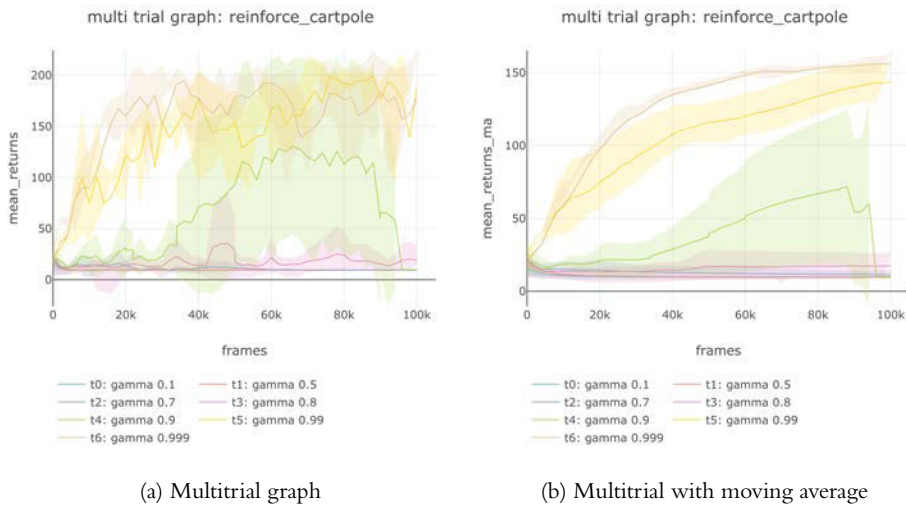 multi trial graph: reinforce_cartpole
200
150
100
50
0
mean_returns
0 20k 40k 60k 80k 100k
frames
t0: gamma 0.1 t1: gamma 0.5
t2: gamma 0.7 t3: gamma 0.8
t4: gamma 0.9 t5: gamma 0.99
t6: gamma 0.999
(a) Multitrial graph
multi trial graph: reinforce_cartpole
150
100
50
0
mean_returns_ma
0 20k 40k 60k 80k 100k
frames
t0: gamma 0.1 t1: gamma 0.5
t2: gamma 0.7 t3: gamma 0.8
t4: gamma 0.9 t5: gamma 0.99
t6: gamma 0.999
(b) Multitrial with moving average